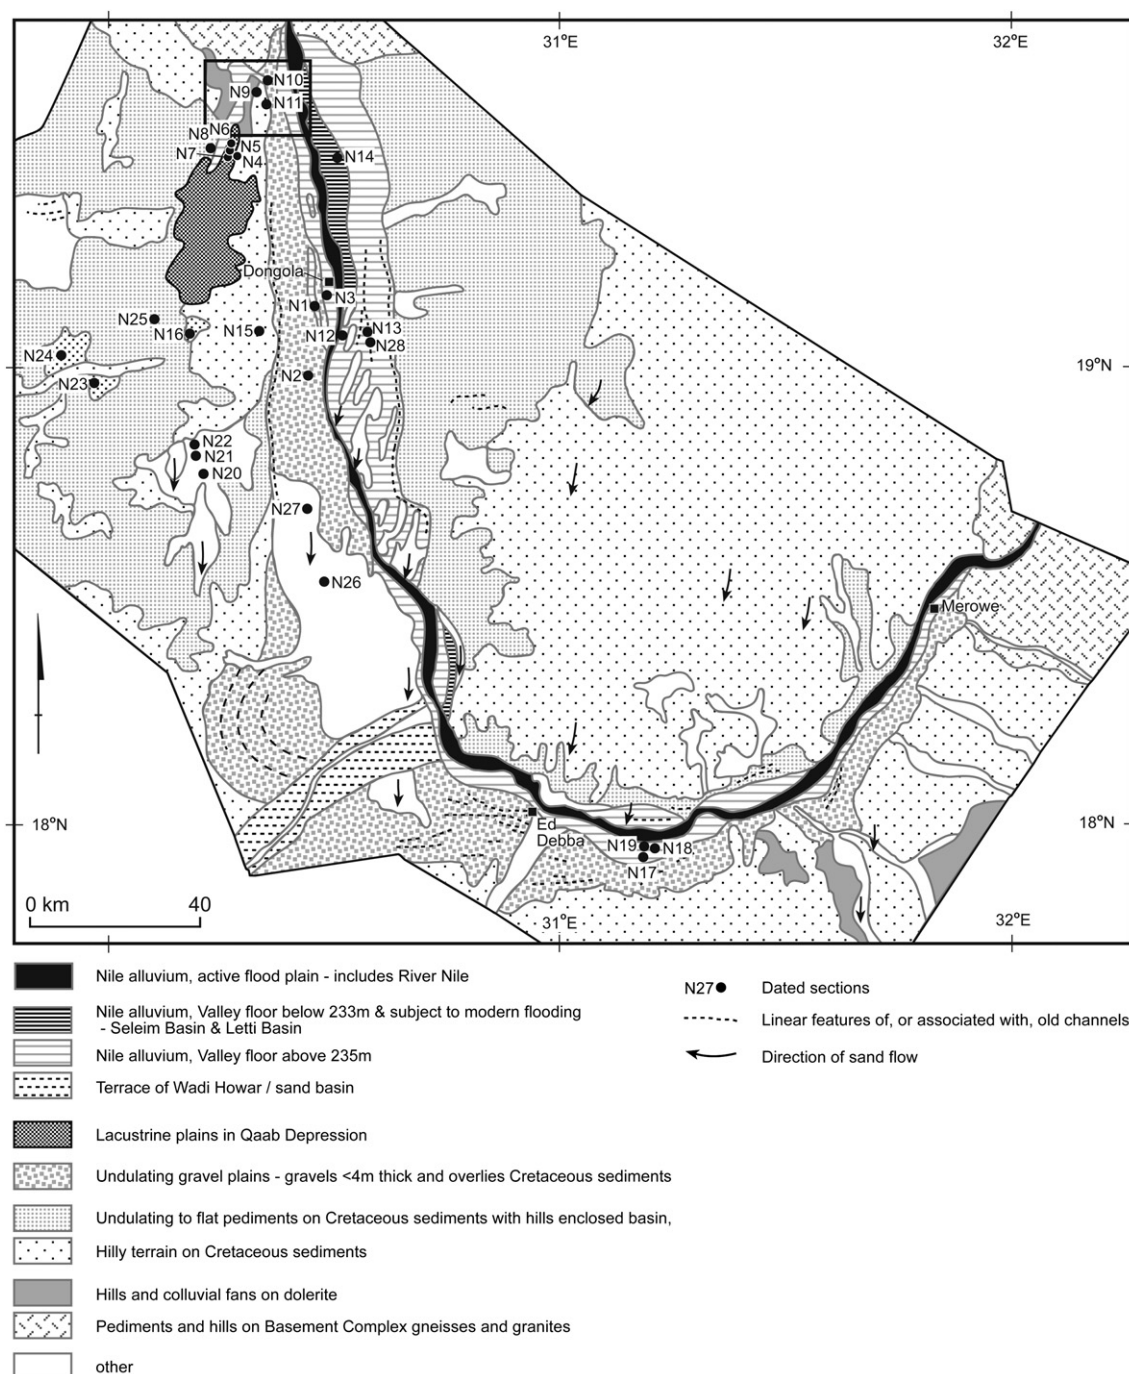 31°E
32°E
N10
N9
N11
N6
N8
N5
N7
N4
N14
Dongola
N3
N1
N25
N16
N15
N12
N13
N28
N24
19°N
N23
N2
N22
N21
N20
N27
N26
Merowe
18°N
18°N
Ed
Debba
N19
N18
N17
0 km 40
31°E
32°E
Nile alluvium, active flood plain - includes River Nile
Nile alluvium, Valley floor below 233m & subject to modern flooding
- Seleim Basin & Letti Basin
Nile alluvium, Valley floor above 235m
Terrace of Wadi Howar / sand basin
Lacustrine plains in Qaab Depression
Undulating gravel plains - gravels <4m thick and overlies Cretaceous sediments
Undulating to flat pediments on Cretaceous sediments with hills enclosed basin,
Hilly terrain on Cretaceous sediments
Hills and colluvial fans on dolerite
Pediments and hills on Basement Complex gneisses and granites
other
N27 Dated sections
Linear features of, or associated with, old channels
Direction of sand flow